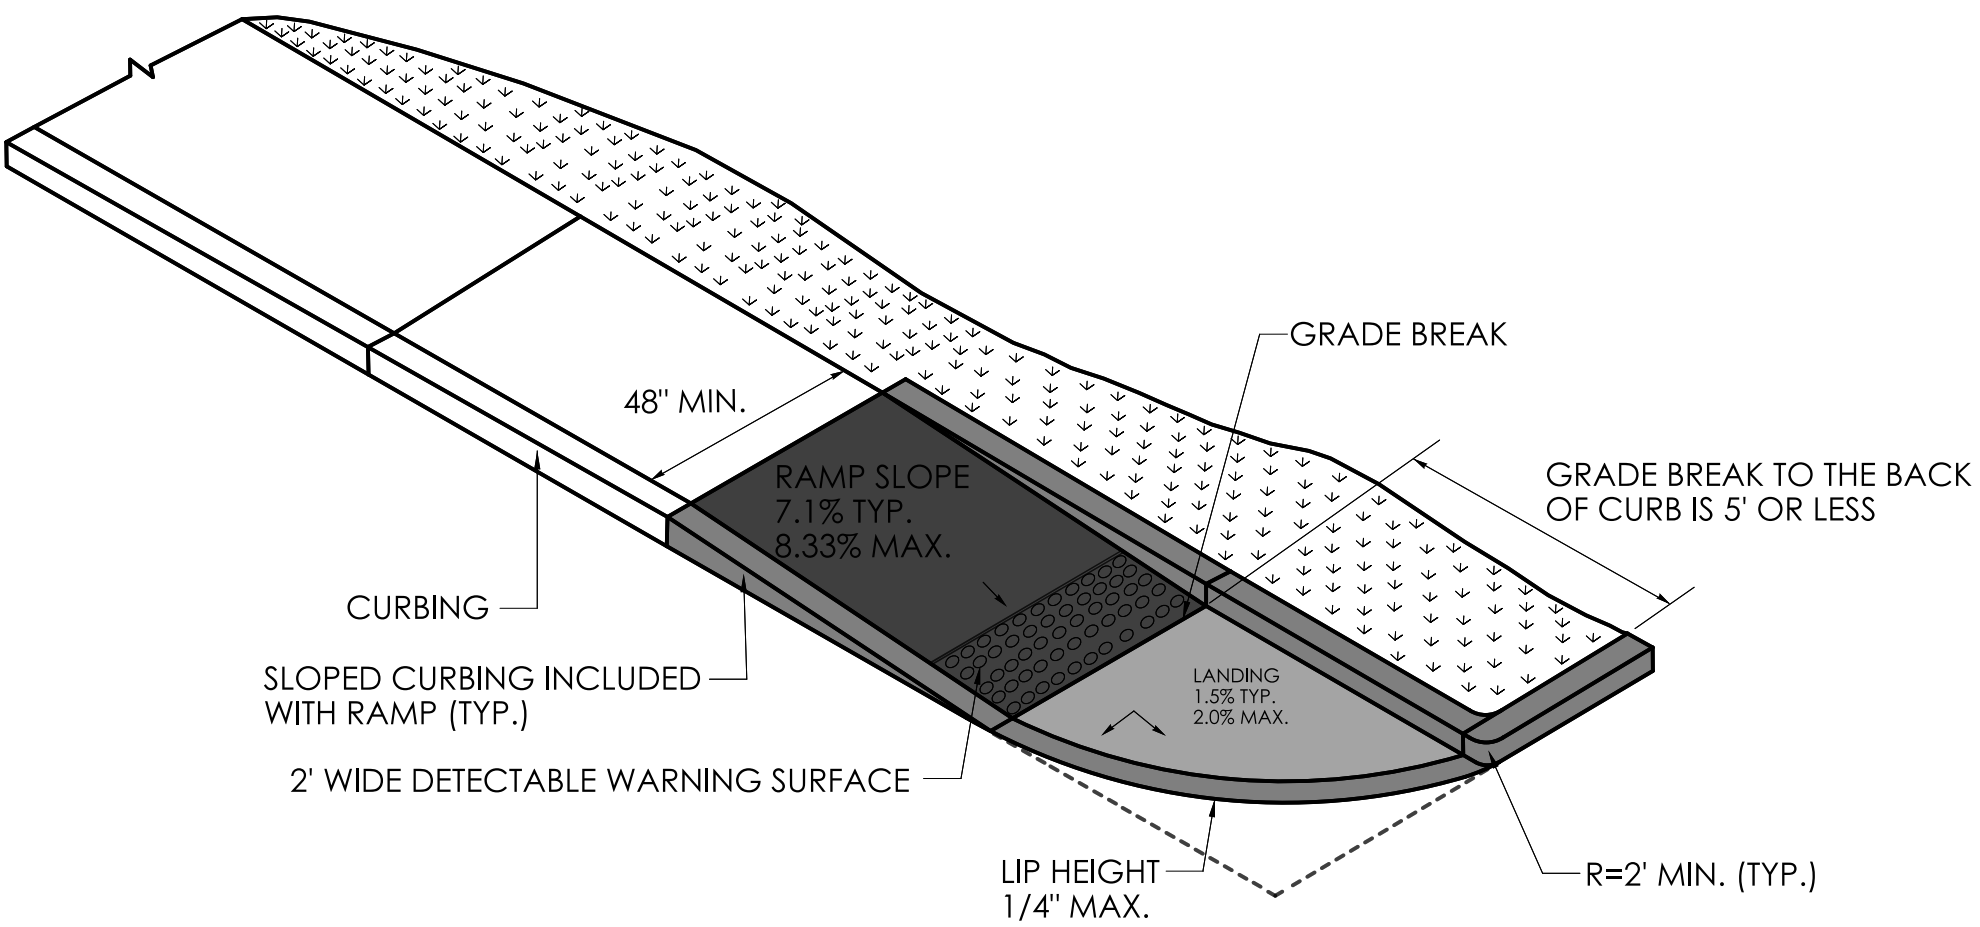 GRADE BREAK
48" MIN.
RAMP SLOPE
7.1% TYP.
8.33% MAX.
GRADE BREAK TO THE BACK
OF CURB IS 5' OR LESS
CURBING
SLOPED CURBING INCLUDED
WITH RAMP (TYP.)
LANDING
1.5% TYP.
2.0% MAX.
2' WIDE DETECTABLE WARNING SURFACE
LIP HEIGHT
1/4" MAX.
R=2' MIN. (TYP.)